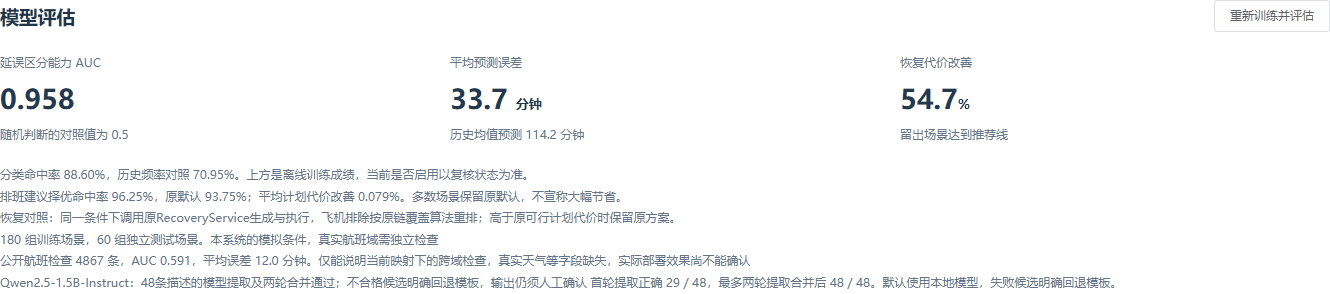 模型评估
重新训练并评估
延误区分能力 AUC
平均预测误差
恢复代价改善
0.958
33.7 分钟
54.7%
随机判断的对照值为 0.5
历史均值预测 114.2 分钟
留出场景达到推荐线
分类命中率 88.60%，历史频率对照 70.95%。上方是离线训练成绩，当前是否启用以复核状态为准。
排班建议择优命中率 96.25%，原默认 93.75%；平均计划代价改善 0.079%。多数场景保留原默认，不宣称大幅节省。
恢复对照：同一条件下调用原RecoveryService生成与执行，飞机排除按原链覆盖算法重排；高于原可行计划代价时保留原方案。
180 组训练场景，60 组独立测试场景。本系统的模拟条件，真实航班域需独立检查
公开航班检查 4867 条，AUC 0.591，平均误差 12.0 分钟。仅能说明当前映射下的跨域检查，真实天气等字段缺失，实际部署效果尚不能确认
Qwen2.5-1.5B-Instruct：48条描述的模型提取及两轮合并通过；不合格候选明确回退模板，输出仍须人工确认 首轮提取正确 29 / 48，最多两轮提取合并后 48 / 48。默认使用本地模型，失败候选明确回退模板。